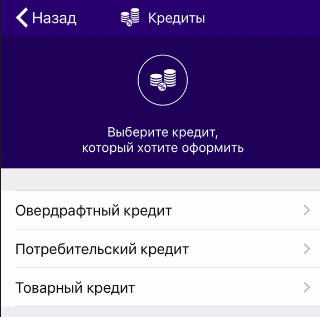 Назад
Кредиты
Выберите кредит,
который хотите оформить
Овердрафтный кредит
Потребительский кредит
Товарный кредит